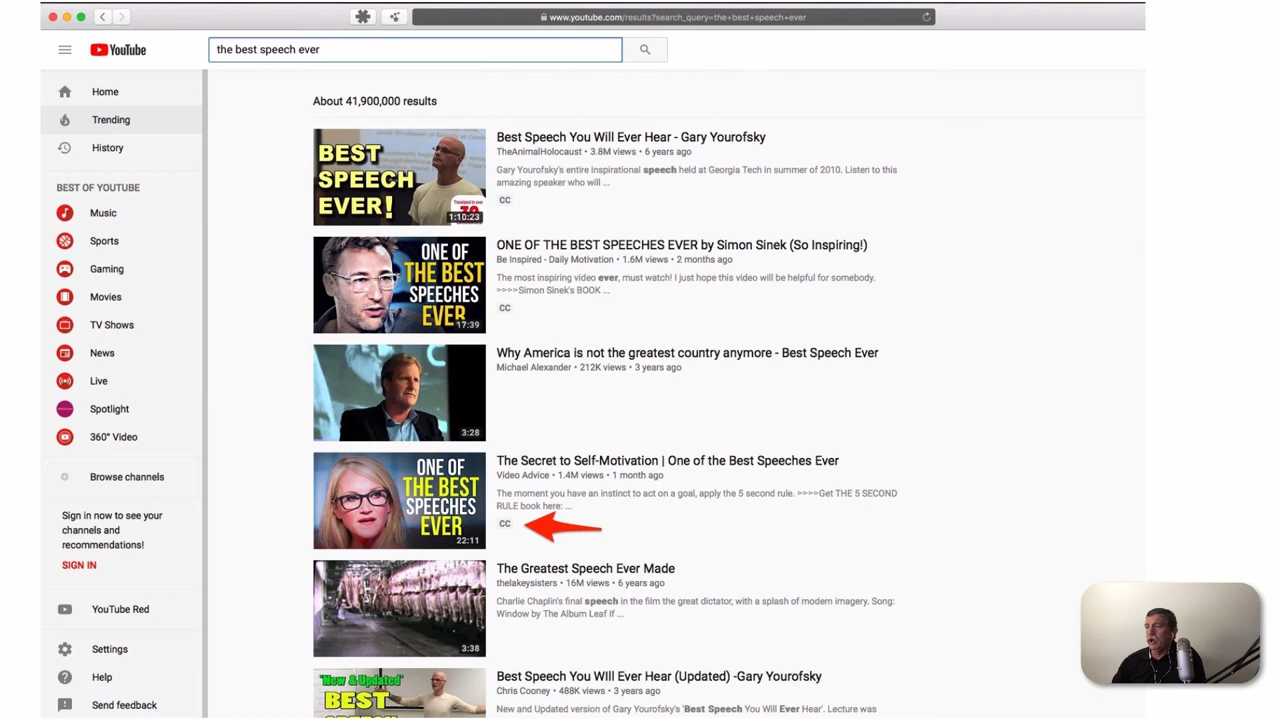 www.youtube.com/results?search_query=the+best+speech+ever
YouTube
the best speech ever
Home
Trending
History
BEST OF YOUTUBE
Music
Sports
Gaming
Movies
TV Shows
News
Live
Spotlight
360° Video
Browse channels
Sign in now to see your
channels and
recommendations!
SIGN IN
YouTube Red
Settings
Help
Send feedback
About 41,900,000 results
BEST
SPEECH
EVER!
1:10:23
Best Speech You Will Ever Hear - Gary Yourofsky
TheAnimalHolocaust • 3.8M views • 6 years ago
Gary Yourofsky's entire inspirational speech held at Georgia Tech in summer of 2010. Listen to this
amazing speaker who will ...
CC
ONE OF
THE BEST
SPEECHES
EVER
17:39
ONE OF THE BEST SPEECHES EVER by Simon Sinek (So Inspiring!)
Be Inspired - Daily Motivation • 1.6M views • 2 months ago
The most inspiring video ever, must watch! I just hope this video will be helpful for somebody.
>>>>Simon Sinek's BOOK ...
CC
3:28
Why America is not the greatest country anymore - Best Speech Ever
Michael Alexander • 212K views • 3 years ago
ONE OF
THE BEST
SPEECHES
EVER
22:11
The Secret to Self-Motivation | One of the Best Speeches Ever
Video Advice • 1.4M views • 1 month ago
The moment you have an instinct to act on a goal, apply the 5 second rule. >>>>Get THE 5 SECOND
RULE book here: ...
CC
3:38
The Greatest Speech Ever Made
thelakeysisters • 16M views • 6 years ago
Charlie Chaplin's final speech in the film the great dictator, with a splash of modern imagery. Song:
Window by The Album Leaf If ...
"New & Updated"
BEST
Best Speech You Will Ever Hear (Updated) -Gary Yourofsky
Chris Cooney • 488K views • 3 years ago
New and Updated version of Gary Yourofsky's 'Best Speech You Will Ever Hear'. Lecture was